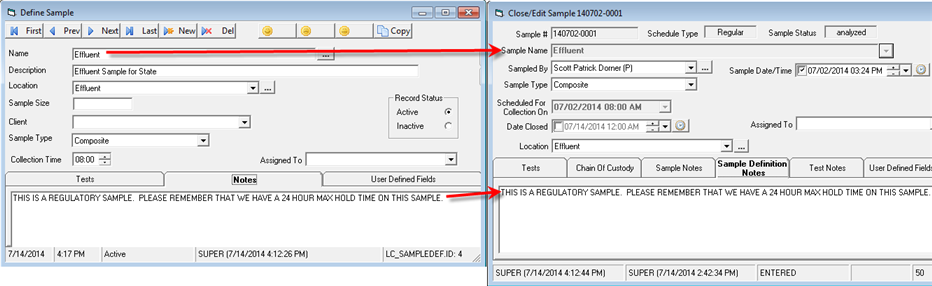 Define Sample
First Prev Next Last New Del Copy
Name Effluent ...
Description Effluent Sample for State
Location Effluent ...
Sample Size
Record Status
Active
Inactive
Client
Sample Type Composite
Collection Time 08:00 Assigned To
Tests Notes User Defined Fields
THIS IS A REGULATORY SAMPLE. PLEASE REMEMBER THAT WE HAVE A 24 HOUR MAX HOLD TIME ON THIS SAMPLE.
7/14/2014 4:17 PM Active SUPER (7/14/2014 4:12:26 PM) LC_SAMPLEDEF.ID: 4
Close/Edit Sample 140702-0001
Sample # 140702-0001 Schedule Type Regular Sample Status analyzed
Sample Name Effluent
Sampled By Scott Patrick Dorner (P) ... Sample Date/Time 07/02/2014 03:24 PM
Sample Type Composite
Scheduled For
Collection On 07/02/2014 08:00 AM
Date Closed 07/14/2014 12:00 AM Assigned To
Location Effluent ...
Tests Chain Of Custody Sample Notes Sample Definition Notes Test Notes User Defined Fields
THIS IS A REGULATORY SAMPLE. PLEASE REMEMBER THAT WE HAVE A 24 HOUR MAX HOLD TIME ON THIS SAMPLE.
SUPER (7/14/2014 4:12:44 PM) SUPER (7/14/2014 2:42:34 PM) ENTERED 50